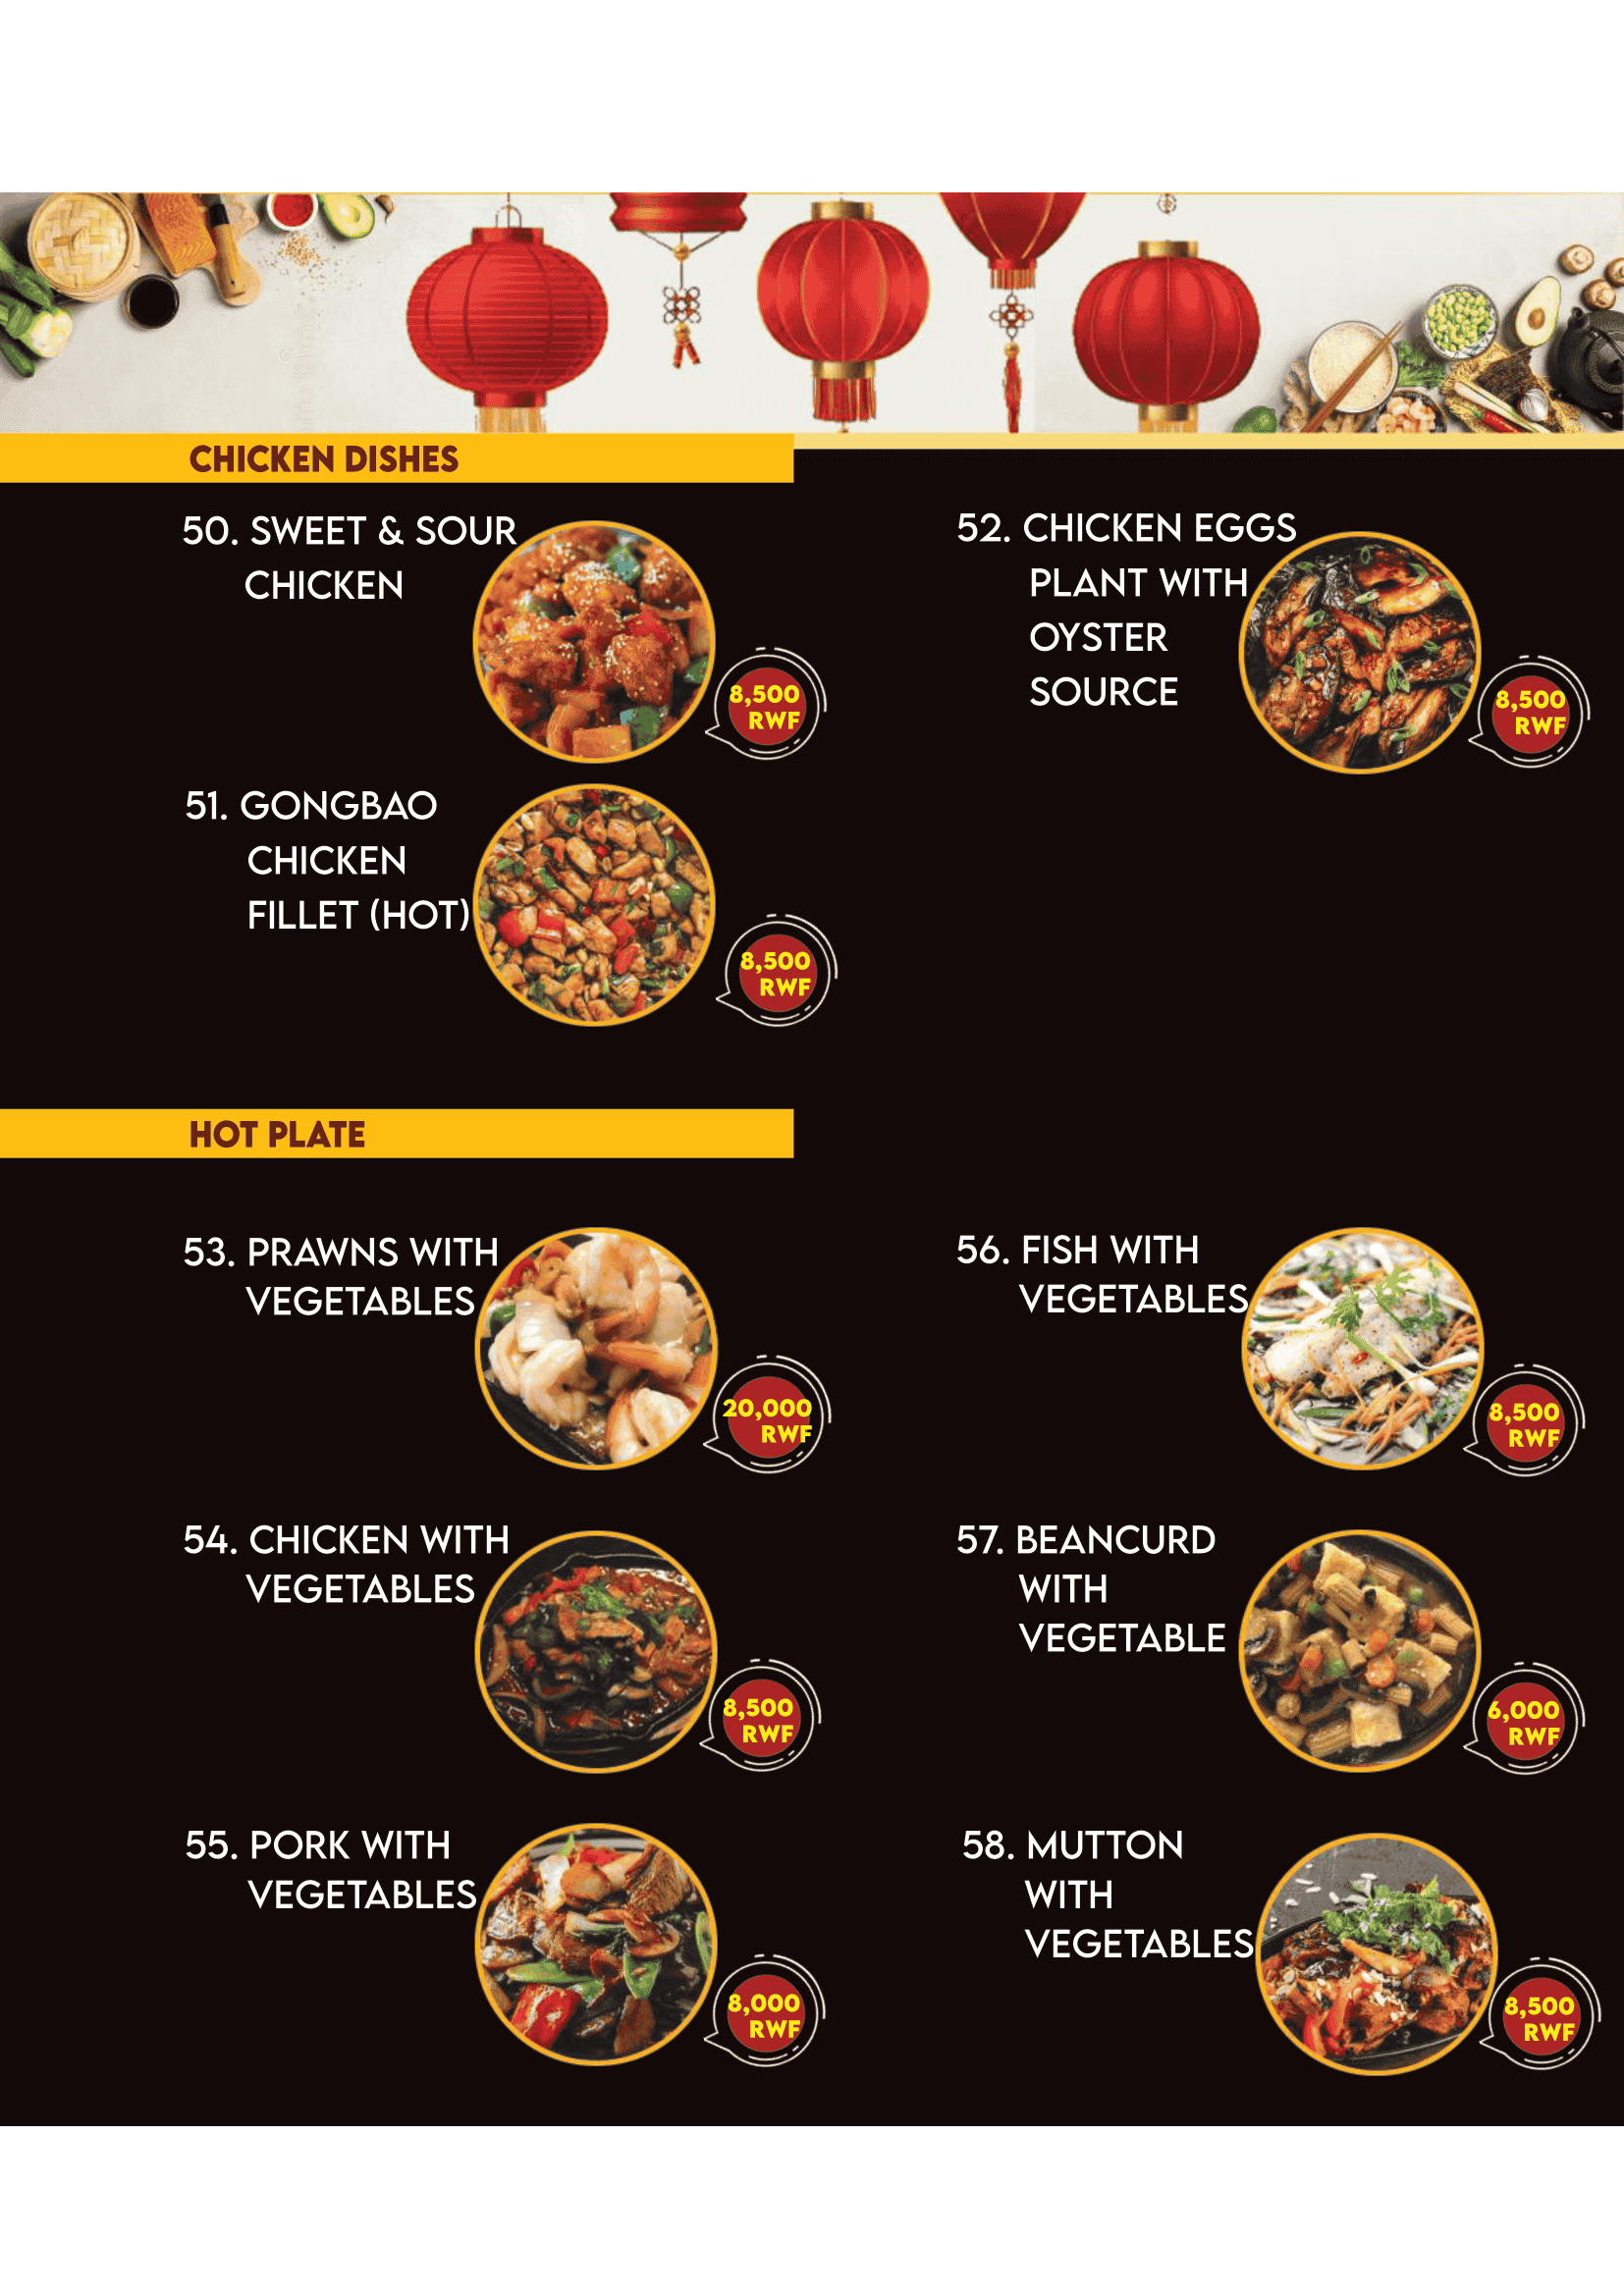 CHICKEN DISHES
50. SWEET & SOUR
CHICKEN
8,500
RWF
51. GONGBAO
CHICKEN
FILLET (HOT)
8,500
RWF
52. CHICKEN EGGS
PLANT WITH
OYSTER
SOURCE
8,500
RWF
HOT PLATE
53. PRAWNS WITH
VEGETABLES
20,000
RWF
54. CHICKEN WITH
VEGETABLES
8,500
RWF
55. PORK WITH
VEGETABLES
8,000
RWF
56. FISH WITH
VEGETABLES
8,500
RWF
57. BEANCURD
WITH
VEGETABLE
6,000
RWF
58. MUTTON
WITH
VEGETABLES
8,500
RWF